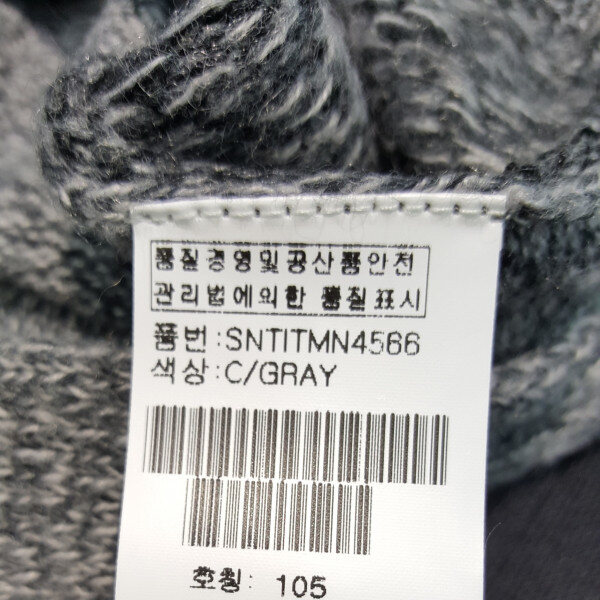 품질경영및공산품안전
관리법에의한 품질표시
품번:SNTITMN4566
색상:C/GRAY
호칭: 105